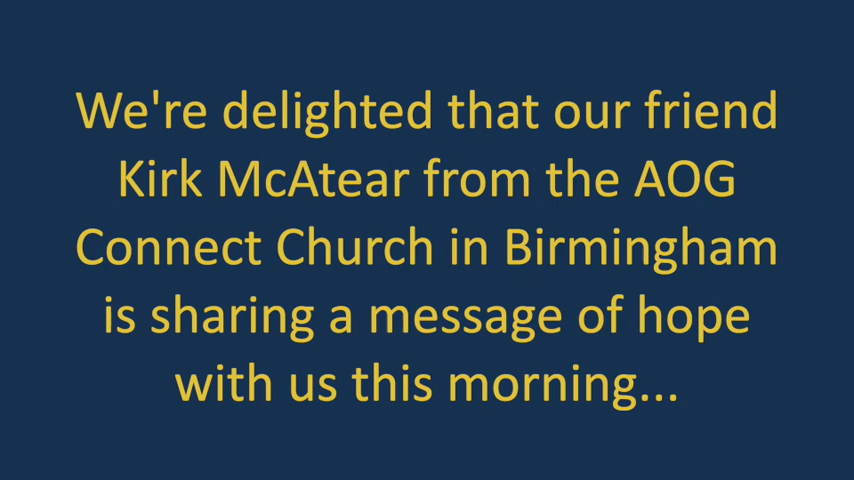 We're delighted that our friend
Kirk McAtear from the AOG
Connect Church in Birmingham
is sharing a message of hope
with us this morning...